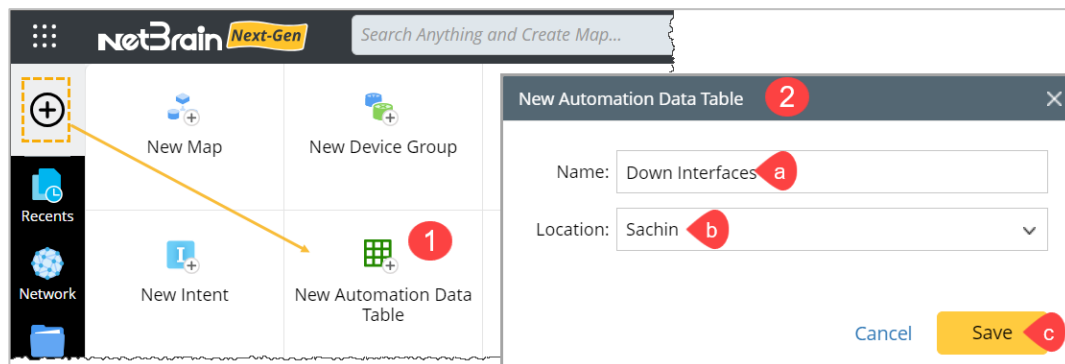 NetBrain Next-Gen
Search Anything and Create Map...
New Map
New Device Group
Recents
Network
New Intent
1
New Automation Data
Table
New Automation Data Table
2
Name: Down Interfaces a
Location: Sachin b
Cancel
Save c